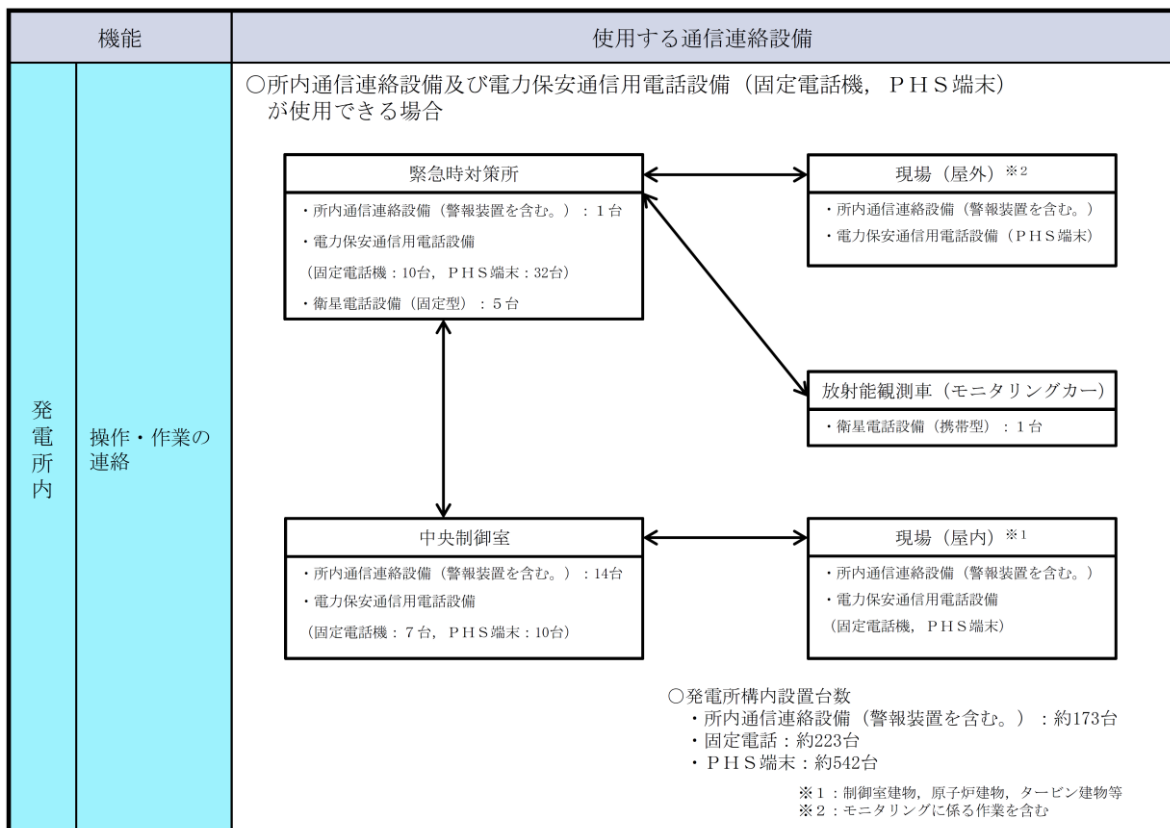 機能
使用する通信連絡設備
発電所内
操作・作業の
連絡
○所内通信連絡設備及び電力保安通信用電話設備（固定電話機，ＰＨＳ端末）
が使用できる場合
緊急時対策所
・所内通信連絡設備（警報装置を含む。）：１台
・電力保安通信用電話設備
（固定電話機：10台，ＰＨＳ端末：32台）
・衛星電話設備（固定型）：５台
現場（屋外）※２
・所内通信連絡設備（警報装置を含む。）
・電力保安通信用電話設備（ＰＨＳ端末）
放射能観測車（モニタリングカー）
・衛星電話設備（携帯型）：１台
中央制御室
・所内通信連絡設備（警報装置を含む。）：14台
・電力保安通信用電話設備
（固定電話機：７台，ＰＨＳ端末：10台）
現場（屋内）※１
・所内通信連絡設備（警報装置を含む。）
・電力保安通信用電話設備
（固定電話機，ＰＨＳ端末）
○発電所構内設置台数
・所内通信連絡設備（警報装置を含む。）：約173台
・固定電話：約223台
・ＰＨＳ端末：約542台
※１：制御室建物，原子炉建物，タービン建物等
※２：モニタリングに係る作業を含む